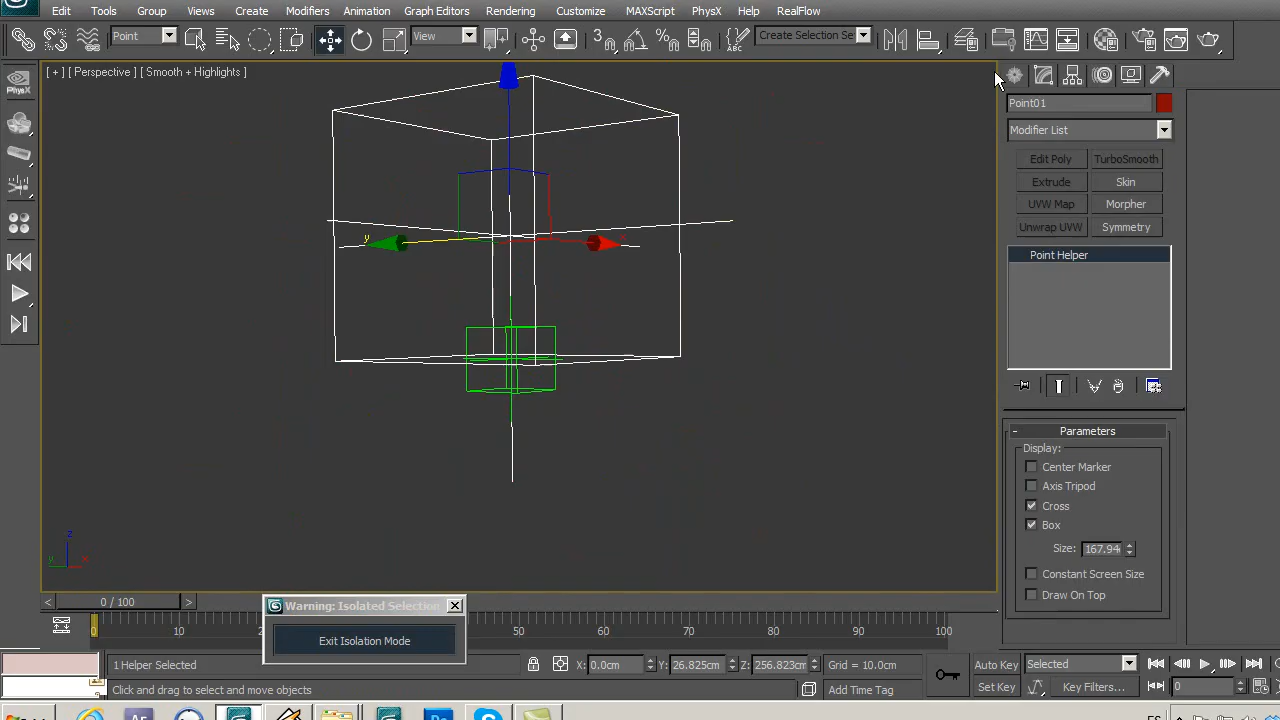 Edit Tools Group Views Create Modifiers Animation Graph Editors Rendering Customize MAXScript PhysX Help RealFlow
Point View 3 Create Selection Se
[ + ] [ Perspective ] [ Smooth + Highlights ]
PhysX
Point01
Modifier List
Edit Poly TurboSmooth
Extrude Skin
UVW Map Morpher
Unwrap UVW Symmetry
Point Helper
y x
- Parameters
Display:
Center Marker
Axis Tripod
Cross
Box
Size: 167.94
Constant Screen Size
Draw On Top
z
y x
< 0 / 100 >
Warning: Isolated Selection
Exit Isolation Mode
0 10 50 60 70 80 90 100
1 Helper Selected X: 0.0cm Y: 26.825cm Z: 256.823cm Grid = 10.0cm Auto Key Selected
Click and drag to select and move objects Add Time Tag Set Key Key Filters... 0
Ps ES